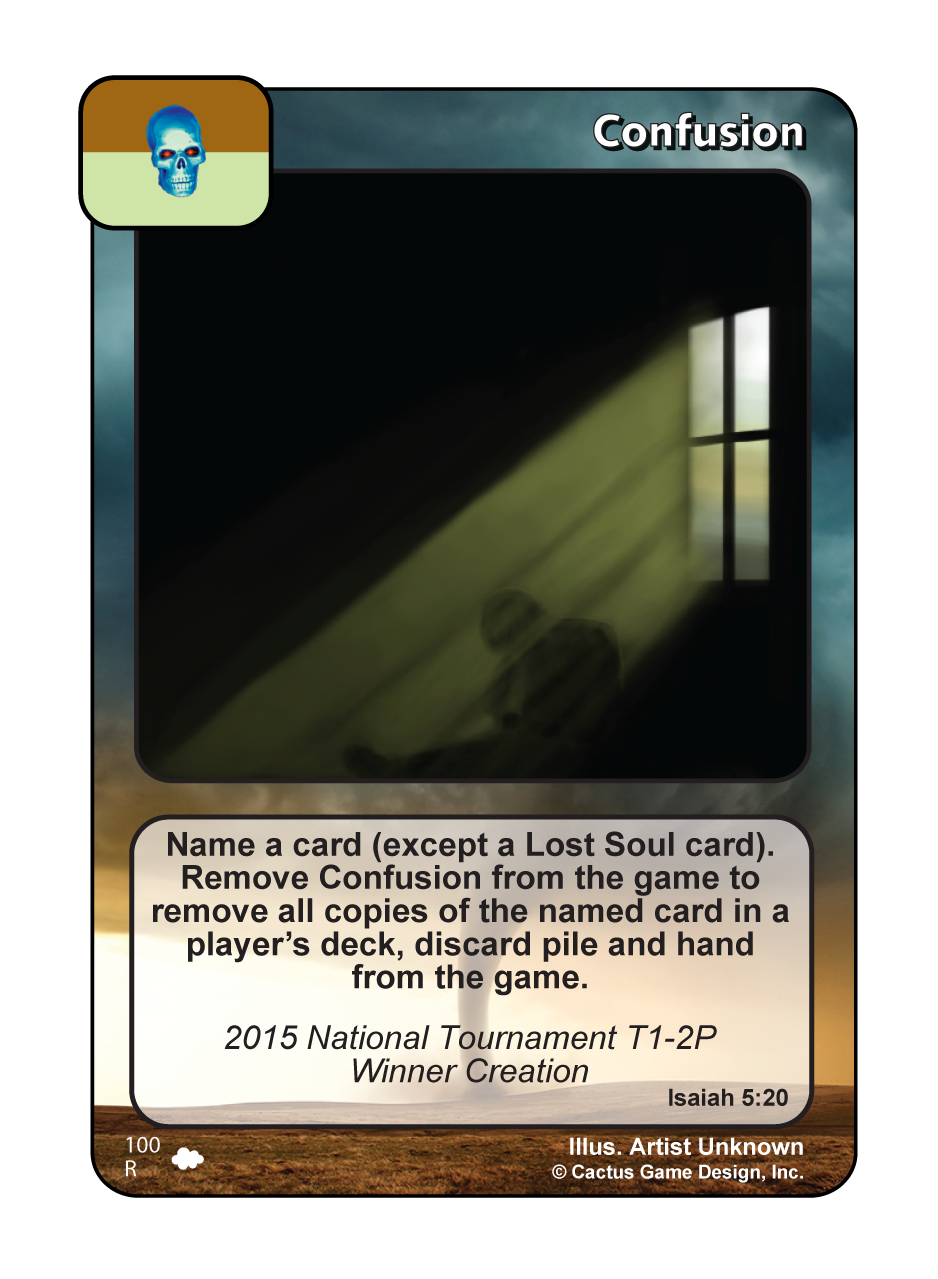 Confusion
Name a card (except a Lost Soul card).
Remove Confusion from the game to
remove all copies of the named card in a
player's deck, discard pile and hand
from the game.
2015 National Tournament T1-2P
Winner Creation
Isaiah 5:20
100
R
Illus. Artist Unknown
© Cactus Game Design, Inc.